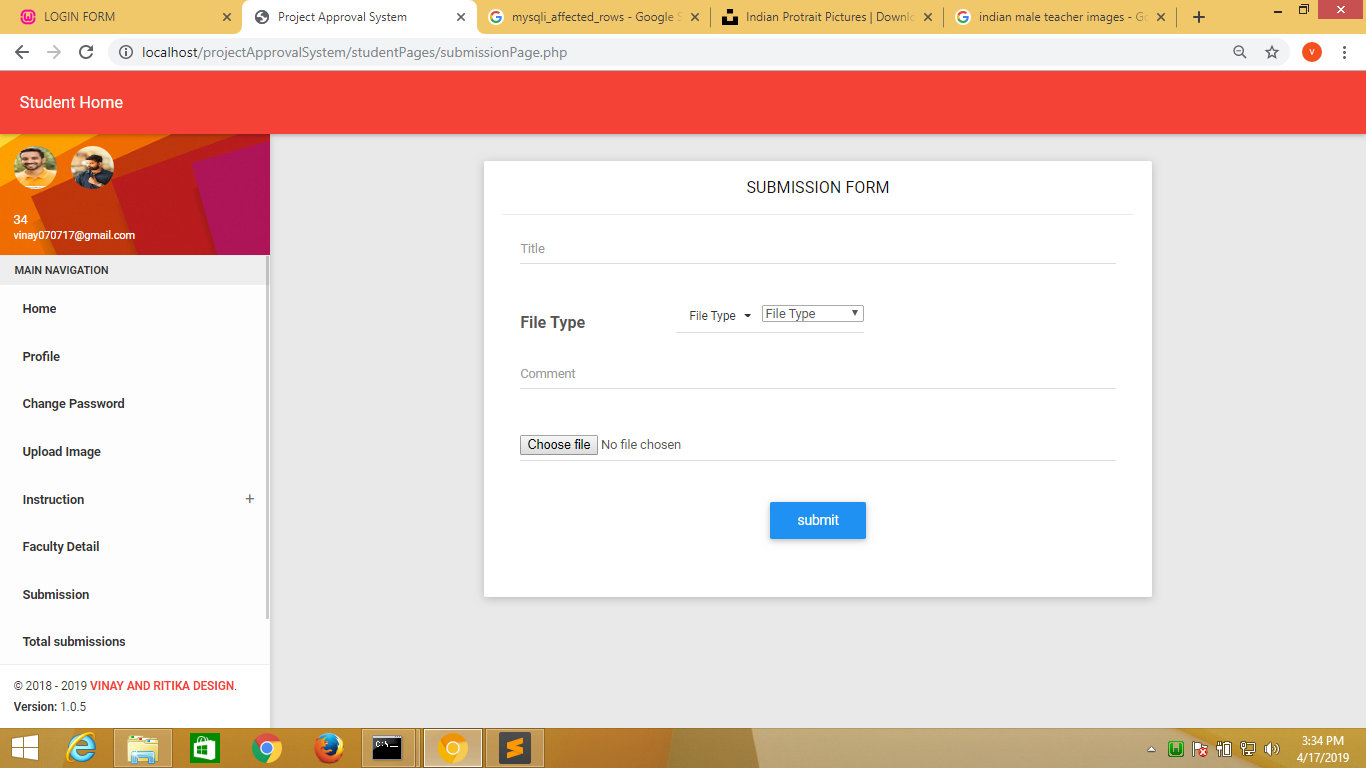 LOGIN FORM
Project Approval System
mysqli_affected_rows - Google S
Indian Protrait Pictures | Downlo
indian male teacher images - Go
localhost/projectApprovalSystem/studentPages/submissionPage.php
V
Student Home
34
vinay070717@gmail.com
MAIN NAVIGATION
Home
Profile
Change Password
Upload Image
Instruction +
Faculty Detail
Submission
Total submissions
© 2018 - 2019 VINAY AND RITIKA DESIGN.
Version: 1.0.5
SUBMISSION FORM
Title
File Type File Type File Type
Comment
Choose file No file chosen
submit
C:\_
3:34 PM
4/17/2019